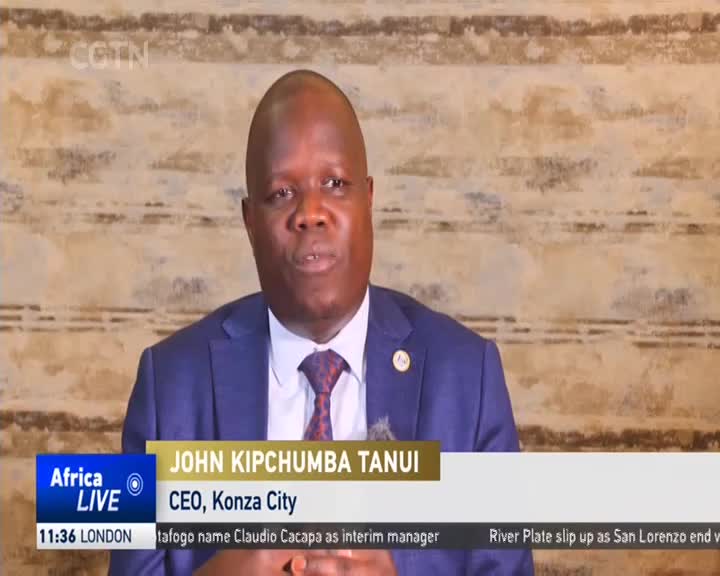 CGTN
JOHN KIPCHUMBA TANUI
Africa
LIVE
CEO, Konza City
11:36 LONDON
tafogo name Claudio Cacapa as interim manager
River Plate slip up as San Lorenzo end